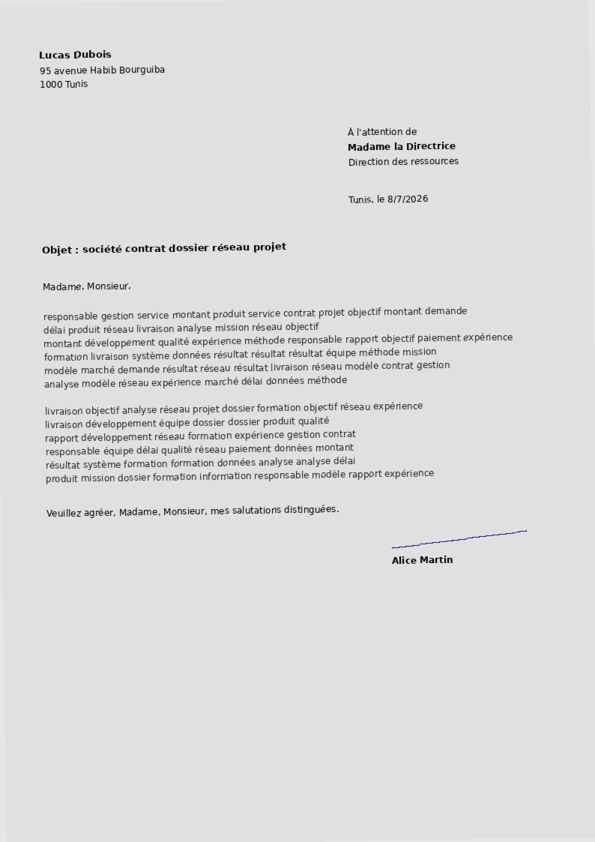 Lucas Dubois
95 avenue Habib Bourguiba
1000 Tunis
À l'attention de
Madame la Directrice
Direction des ressources
Tunis, le 8/7/2026
Objet : société contrat dossier réseau projet
Madame, Monsieur,
responsable gestion service montant produit service contrat projet objectif montant demande
délai produit réseau livraison analyse mission réseau objectif
montant développement qualité expérience méthode responsable rapport objectif paiement expérience
formation livraison système données résultat résultat résultat équipe méthode mission
modèle marché demande résultat réseau résultat livraison réseau modèle contrat gestion
analyse modèle réseau expérience marché délai données méthode
livraison objectif analyse réseau projet dossier formation objectif réseau expérience
livraison développement équipe dossier dossier produit qualité
rapport développement réseau formation expérience gestion contrat
responsable équipe délai qualité réseau paiement données montant
résultat système formation formation données analyse analyse délai
produit mission dossier formation information responsable modèle rapport expérience
Veuillez agréer, Madame, Monsieur, mes salutations distinguées.
Alice Martin